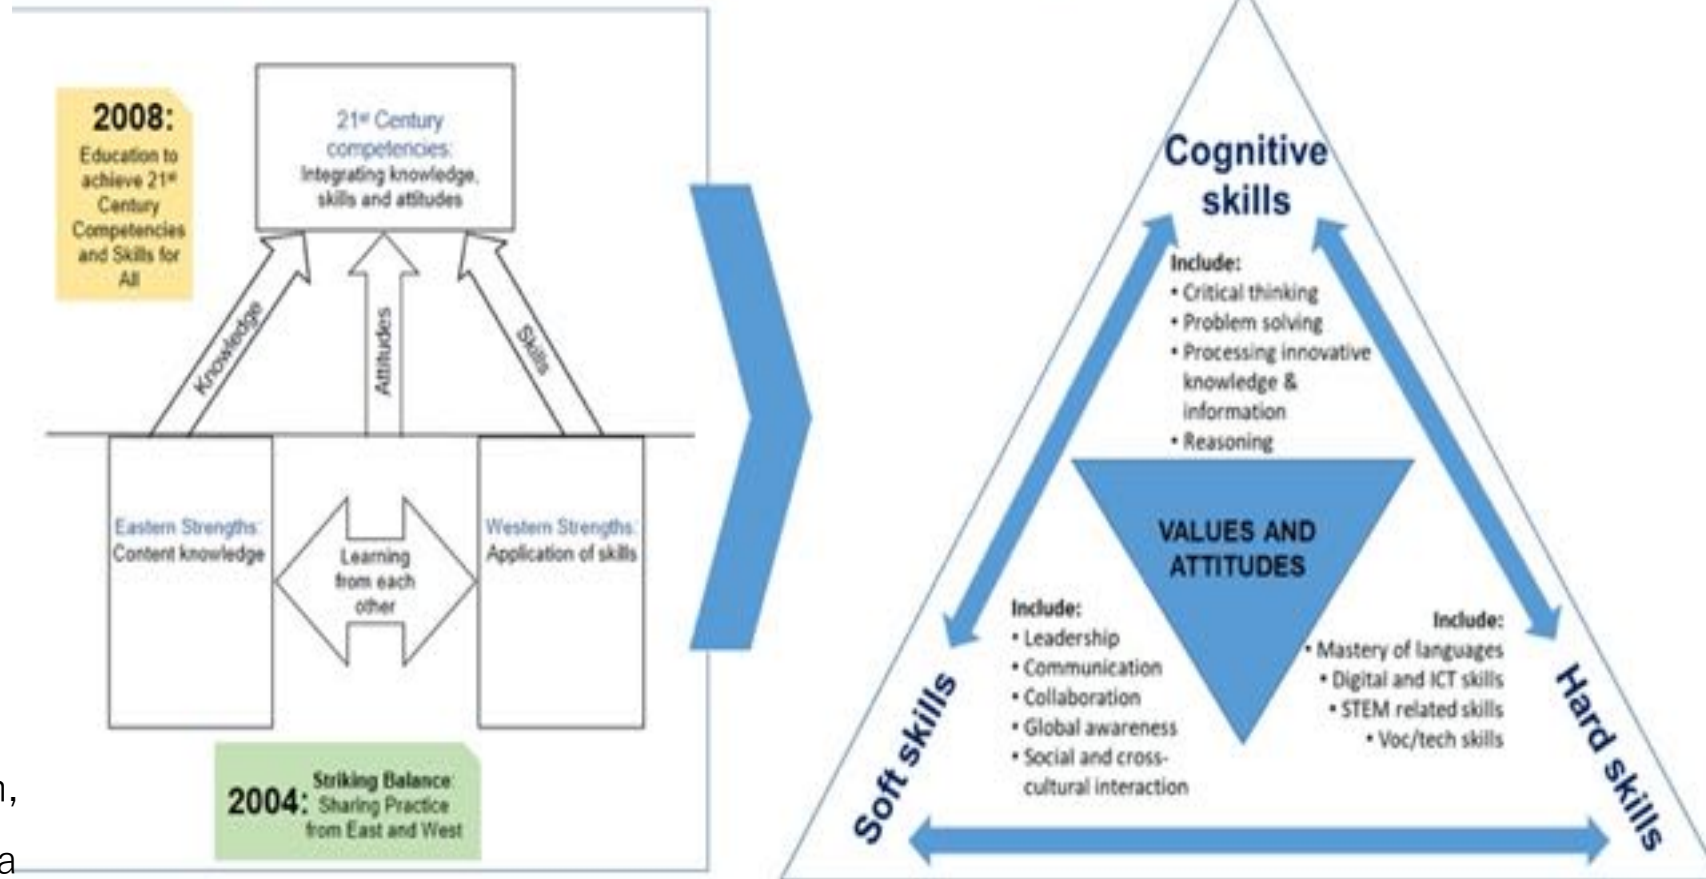 2008:
Education to
achieve 21st
Century
Competencies
and Skills for
All
21st Century
competencies:
Integrating knowledge,
skills and attitudes
Knowledge
Attitudes
Skills
Eastern Strengths:
Content knowledge
Learning
from each
other
Western Strengths:
Application of skills
2004:
Striking Balance:
Sharing Practice
from East and West
Cognitive
skills
Include:
• Critical thinking
• Problem solving
• Processing innovative
knowledge &
information
• Reasoning
VALUES AND
ATTITUDES
Include:
• Leadership
• Communication
• Collaboration
• Global awareness
• Social and cross-
cultural interaction
Include:
• Mastery of languages
• Digital and ICT skills
• STEM related skills
• Voc/tech skills
Soft skills
Hard skills